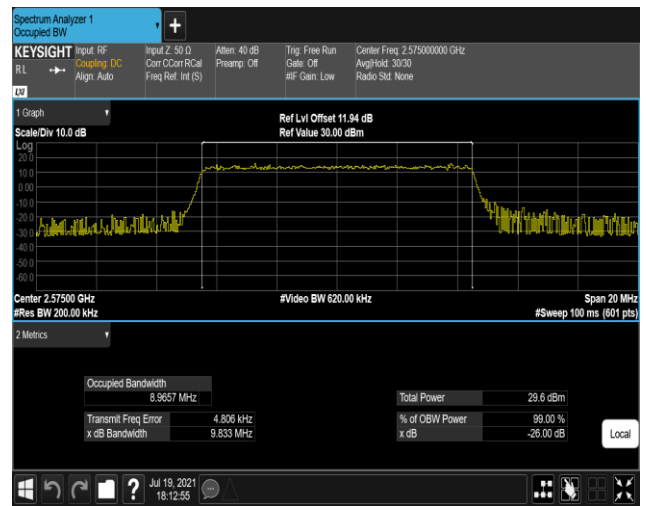 Spectrum Analyzer 1
Occupied BW
+
KEYSIGHT Input: RF Input Z: 50 Ω Atten: 40 dB Trig: Free Run Center Freq: 2.575000000 GHz
RL Coupling: DC Corr CCorr RCal Preamp: Off Gate: Off Avg|Hold: 30/30
Align: Auto Freq Ref: Int (S) #IF Gain: Low Radio Std: None
LXI
1 Graph
Ref Lvl Offset 11.94 dB
Scale/Div 10.0 dB Ref Value 30.00 dBm
Log
20.0
10.0
0.00
-10.0
-20.0
-30.0
-40.0
-50.0
-60.0
Center 2.57500 GHz #Video BW 620.00 kHz Span 20 MHz
#Res BW 200.00 kHz #Sweep 100 ms (601 pts)
2 Metrics
Occupied Bandwidth
8.9657 MHz Total Power 29.6 dBm
Transmit Freq Error 4.806 kHz % of OBW Power 99.00 %
x dB Bandwidth 9.833 MHz x dB -26.00 dB
Local
? Jul 19, 2021
18:12:55